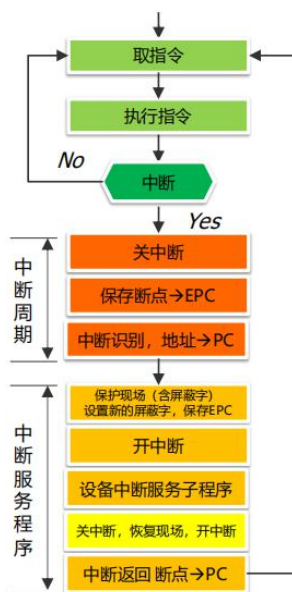 取指令
执行指令
No
中断
Yes
中断周期
关中断
保存断点→EPC
中断识别，地址→PC
中断服务程序
保护现场（含屏蔽字）
设置新的屏蔽字，保存EPC
开中断
设备中断服务子程序
关中断，恢复现场，开中断
中断返回 断点→PC